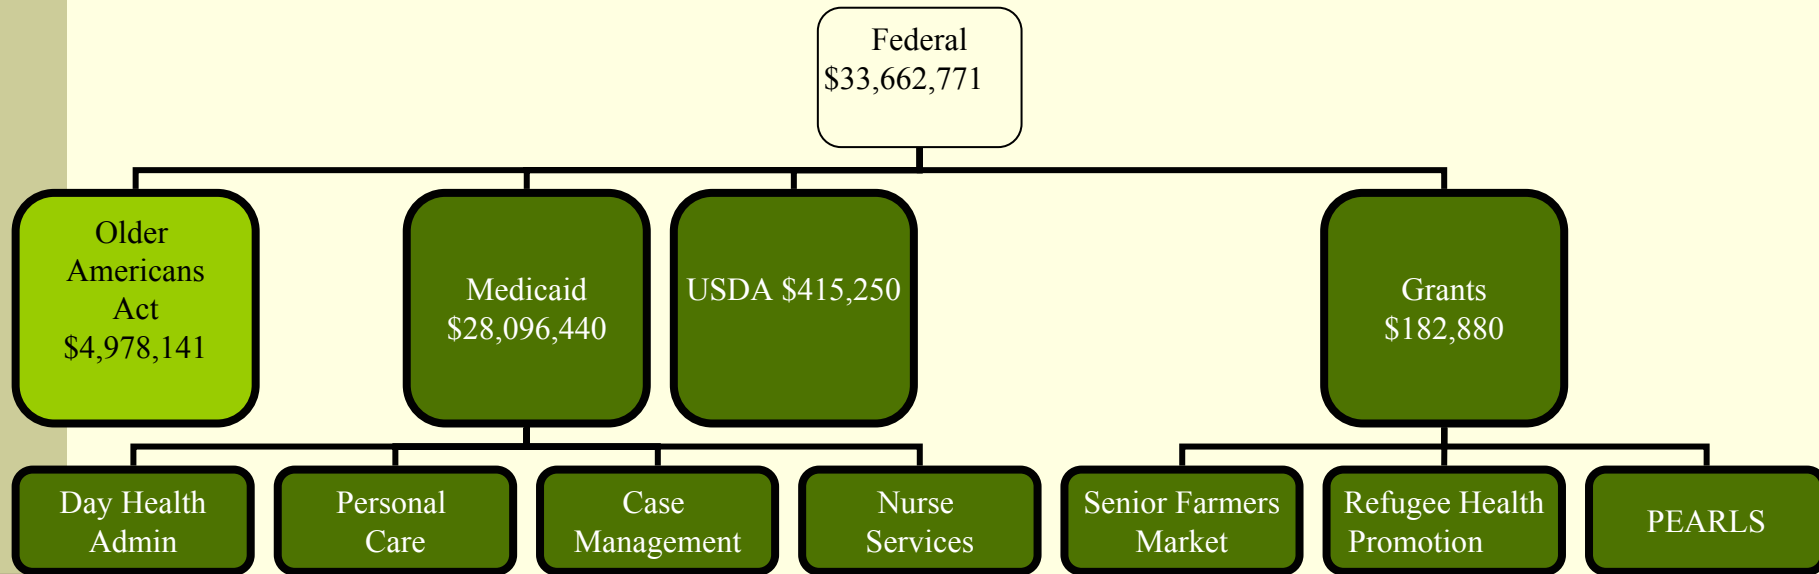 Federal
$33,662,771
Older
Americans
Act
$4,978,141
Medicaid
$28,096,440
USDA $415,250
Grants
$182,880
Day Health
Admin
Personal
Care
Case
Management
Nurse
Services
Senior Farmers
Market
Refugee Health
Promotion
PEARLS